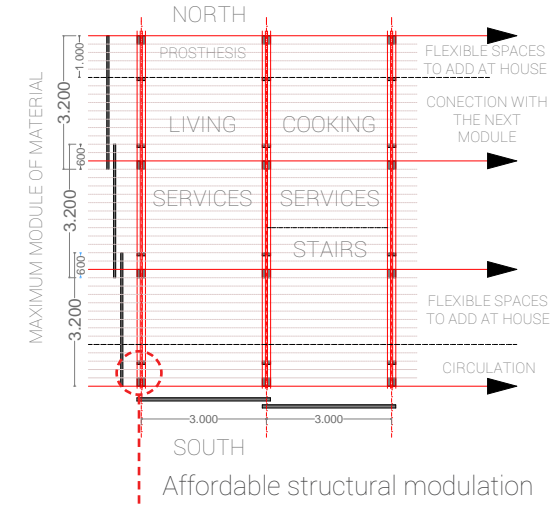 NORTH
PROSTHESIS
FLEXIBLE SPACES
TO ADD AT HOUSE
1.000
3.200
CONECTION WITH
THE NEXT
MODULE
LIVING
COOKING
600
MAXIMUM MODULE OF MATERIAL
SERVICES
SERVICES
3.200
STAIRS
600
FLEXIBLE SPACES
TO ADD AT HOUSE
3.200
CIRCULATION
3.000
3.000
SOUTH
Affordable structural modulation